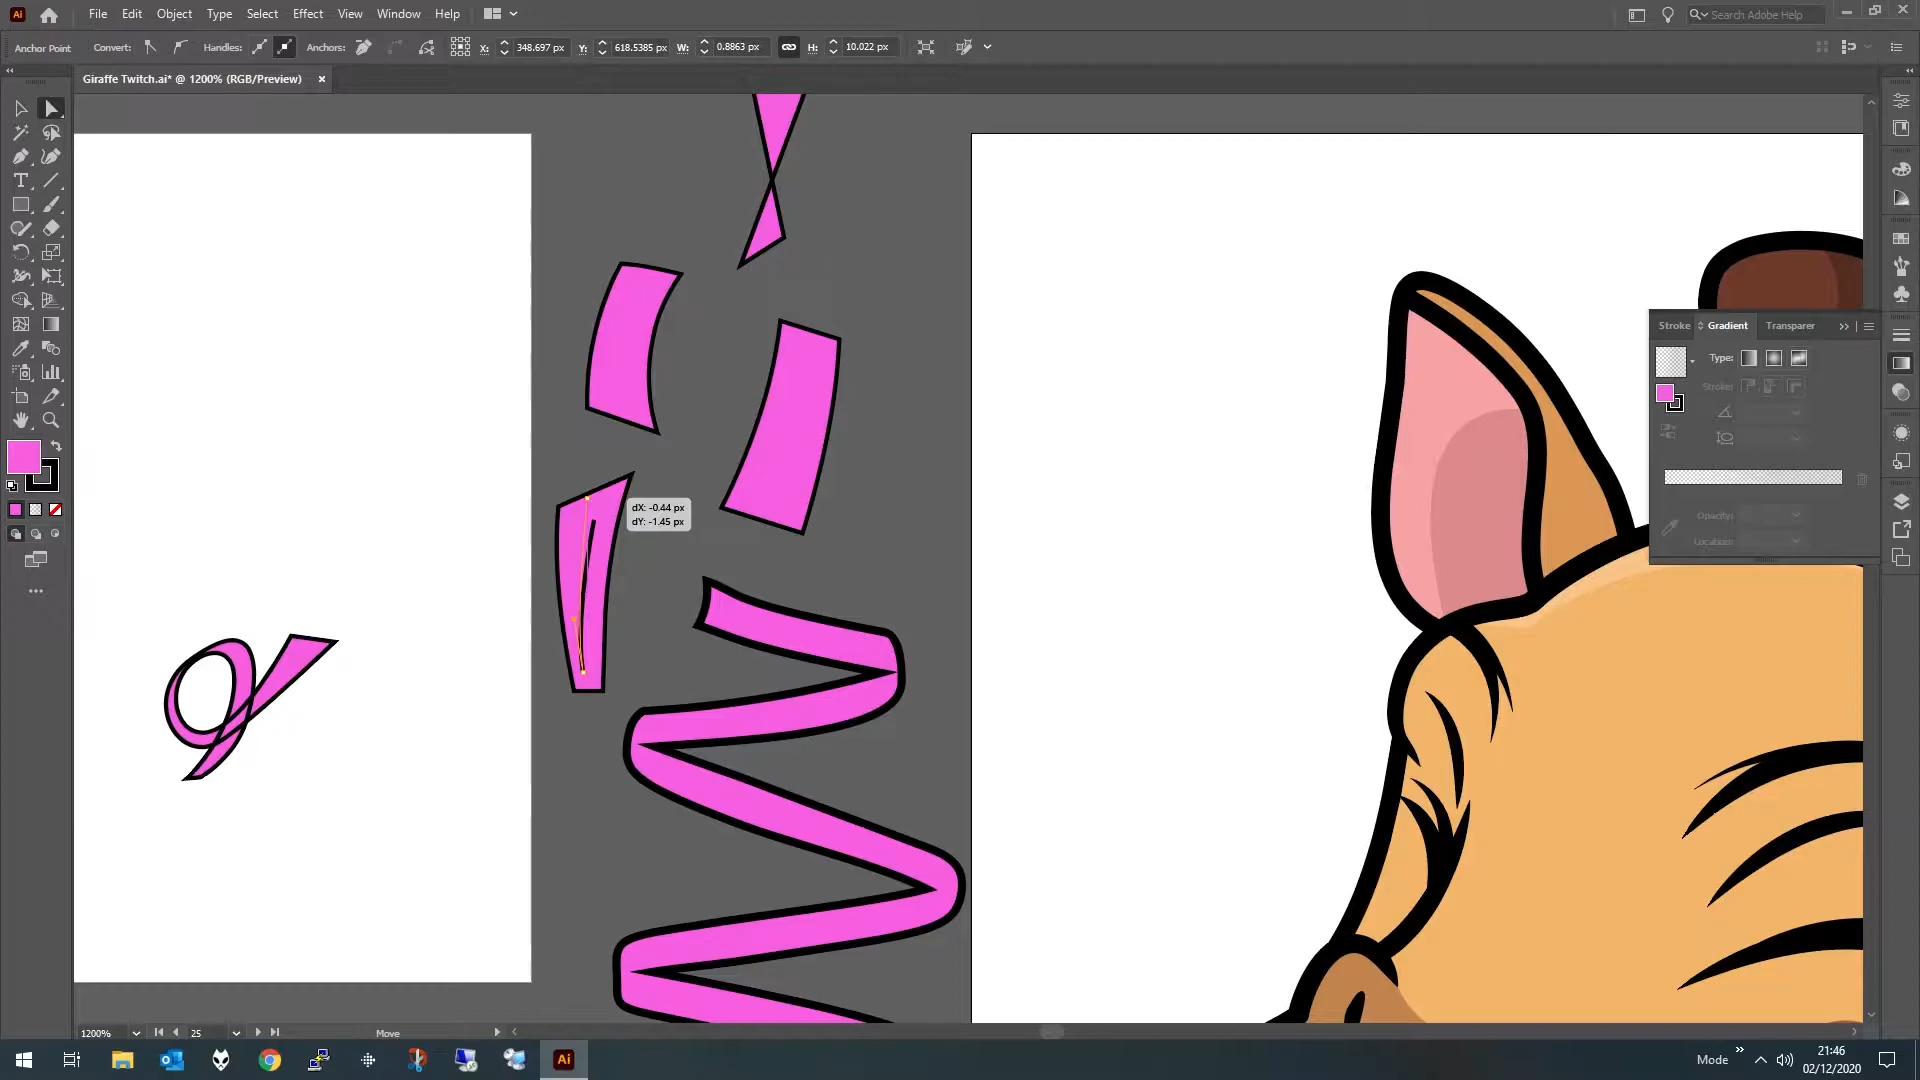 Ai File Edit Object Type Select Effect View Window Help Search Adobe Help
Anchor Point Convert: Handles: Anchors: X: 348.697 px Y: 618.5385 px W: 0.8863 px H: 10.022 px
Giraffe Twitch.ai* @ 1200% (RGB/Preview) ×
dX: -0.44 px
dY: -1.45 px
Stroke Gradient Transparer
Type:
Stroke:
Opacity:
Location:
1200% 25 Move
Ai Mode 21:46
02/12/2020